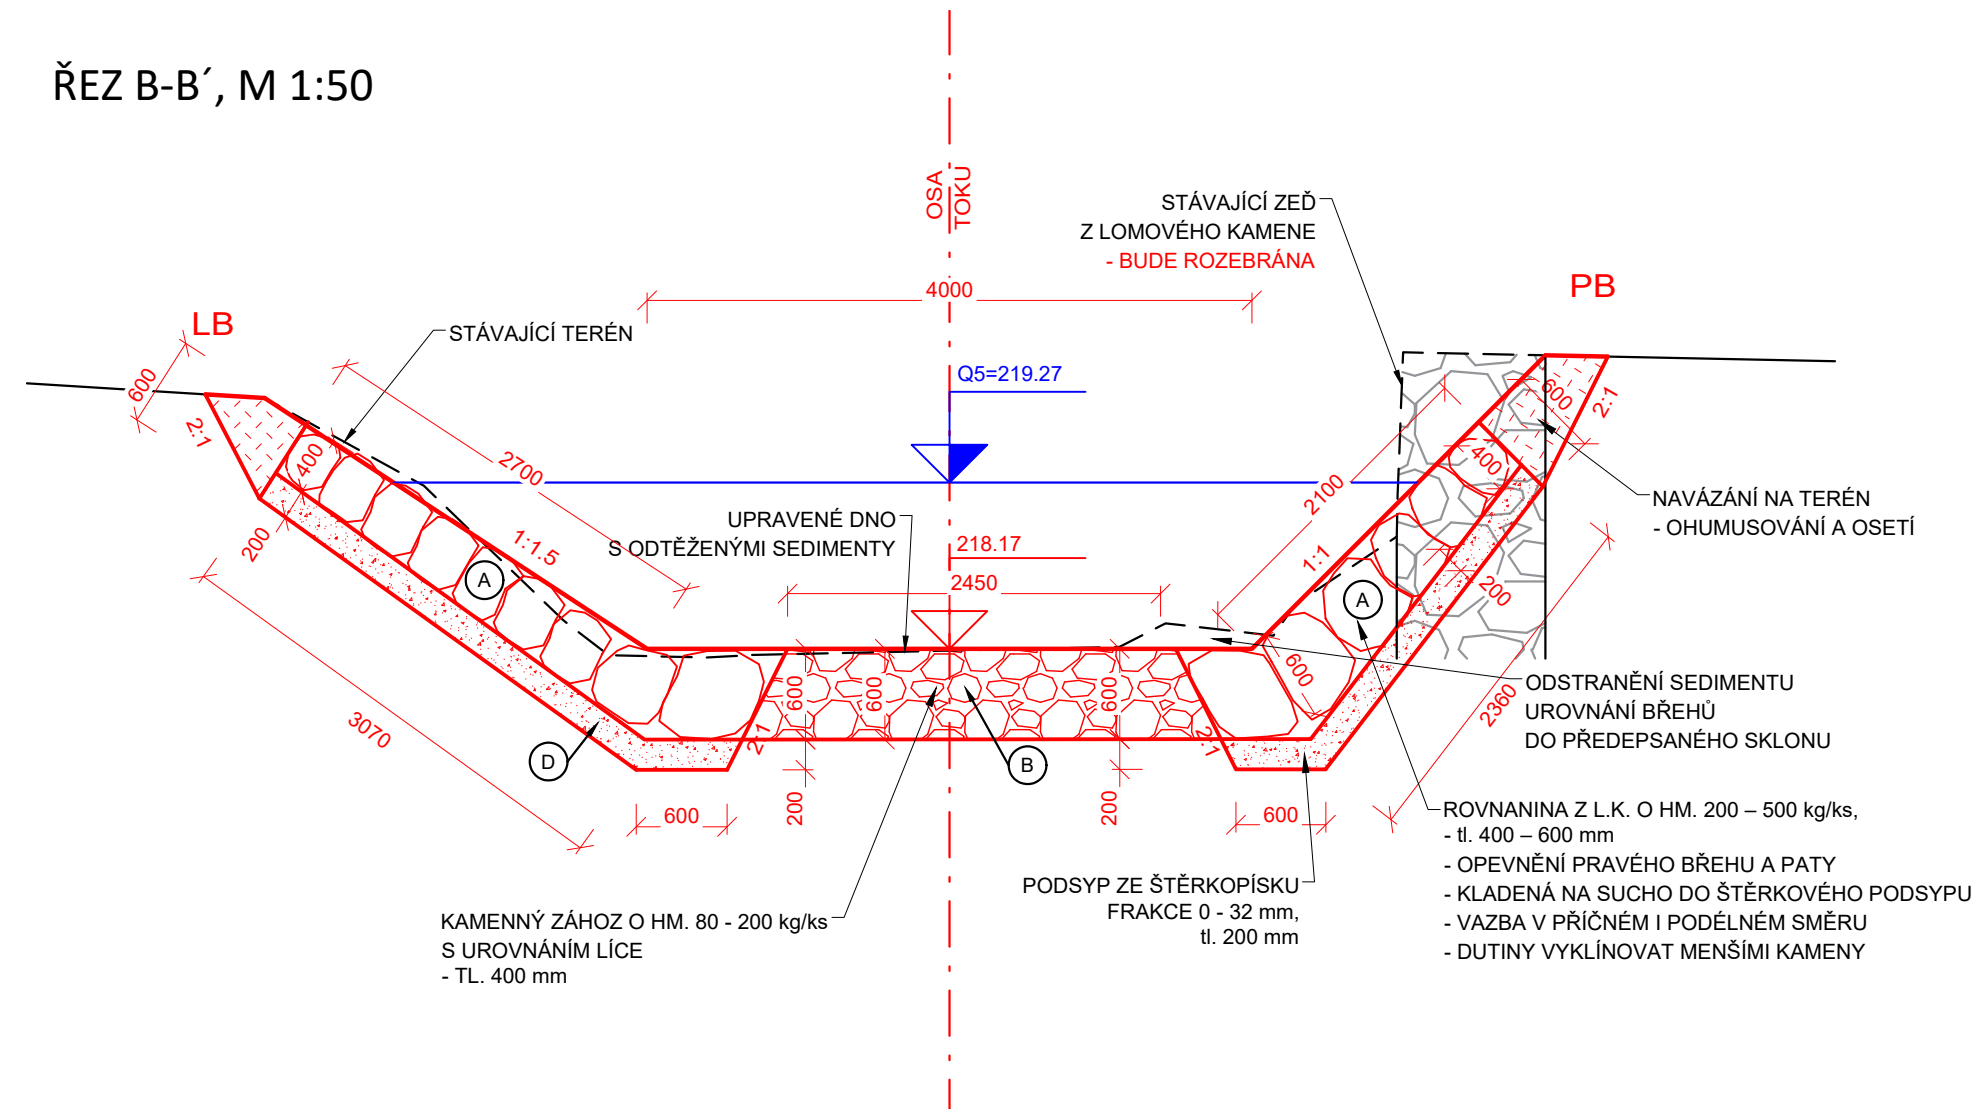 ŘEZ B-B´, M 1:50
OSA
TOKU
STÁVAJÍCÍ ZEĎ
Z LOMOVÉHO KAMENE
- BUDE ROZEBRÁNA
PB
LB
4000
STÁVAJÍCÍ TERÉN
Q5=219.27
600
2:1
400
2700
200
1:1.5
UPRAVENÉ DNO
S ODTĚŽENÝMI SEDIMENTY
218.17
2450
2100
1:1
600
2:1
400
200
NAVÁZÁNÍ NA TERÉN
- OHUMUSOVÁNÍ A OSETÍ
A
A
3070
600
600
600
600
2360
2:1
2:1
D
B
ODSTRANĚNÍ SEDIMENTU
UROVNÁNÍ BŘEHŮ
DO PŘEDEPSANÉHO SKLONU
600
200
200
600
ROVNANINA Z L.K. O HM. 200 – 500 kg/ks,
- tl. 400 – 600 mm
- OPEVNĚNÍ PRAVÉHO BŘEHU A PATY
- KLADENÁ NA SUCHO DO ŠTĚRKOVÉHO PODSYPU
- VAZBA V PŘÍČNÉM I PODÉLNÉM SMĚRU
- DUTINY VYKLÍNOVAT MENŠÍMI KAMENY
PODSYP ZE ŠTĚRKOPÍSKU
FRAKCE 0 - 32 mm,
tl. 200 mm
KAMENNÝ ZÁHOZ O HM. 80 - 200 kg/ks
S UROVNÁNÍM LÍCE
- TL. 400 mm